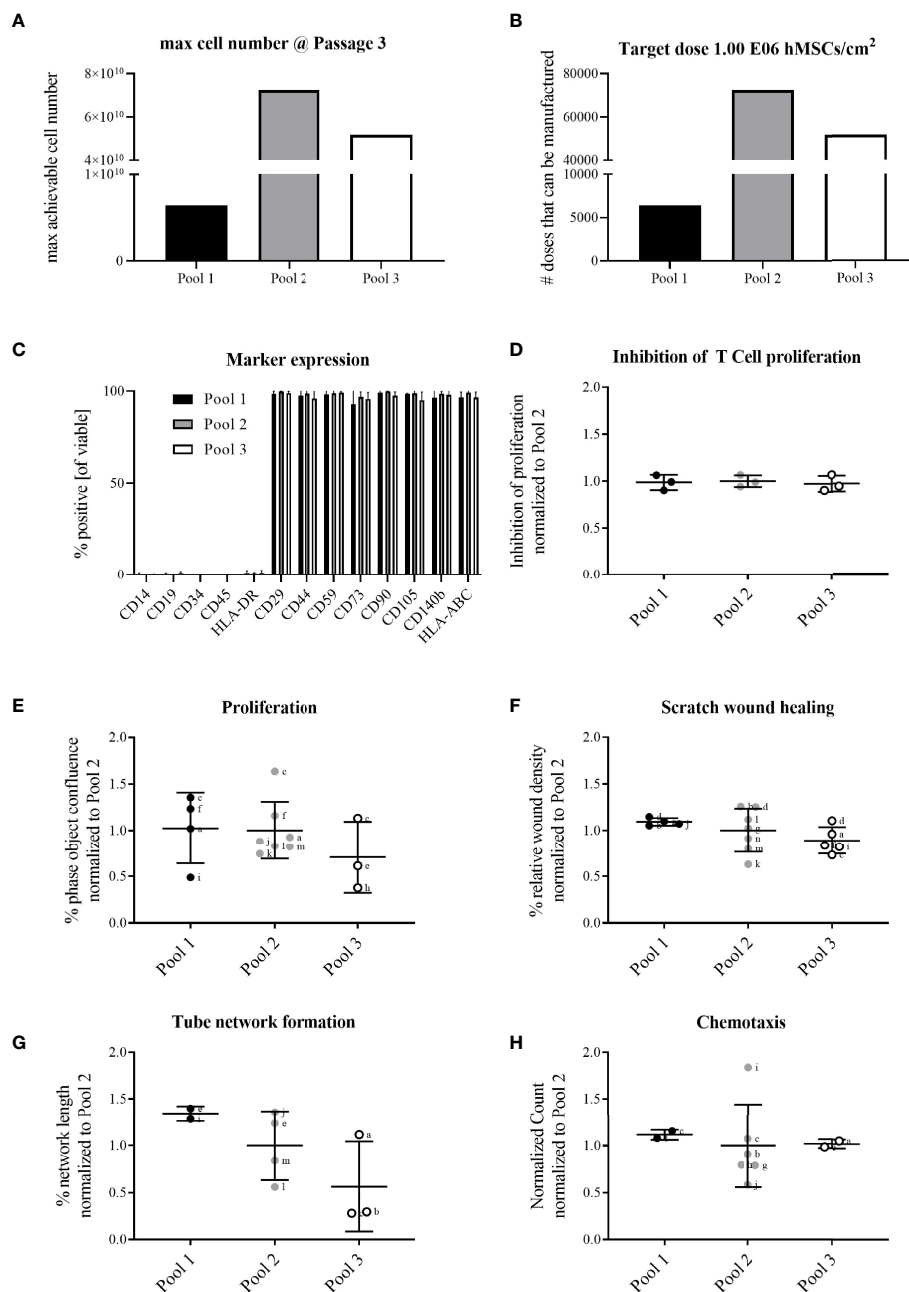 A
max cell number @ Passage 3
max achievable cell number
8×10¹⁰
6×10¹⁰
4×10¹⁰
1×10¹⁰
0
Pool 1
Pool 2
Pool 3
B
Target dose 1.00 E06 hMSCs/cm²
# doses that can be manufactured
80000
60000
40000
10000
5000
0
Pool 1
Pool 2
Pool 3
C
Marker expression
% positive [of viable]
100
50
0
Pool 1
Pool 2
Pool 3
CD14
CD19
CD34
CD45
HLA-DR
CD29
CD44
CD59
CD73
CD90
CD105
CD140b
HLA-ABC
D
Inhibition of T Cell proliferation
Inhibition of proliferation
normalized to Pool 2
2.0
1.5
1.0
0.5
0.0
Pool 1
Pool 2
Pool 3
E
Proliferation
% phase object confluence
normalized to Pool 2
2.0
1.5
1.0
0.5
0.0
c
f
a
i
e
f
j
a
l
m
k
c
e
h
Pool 1
Pool 2
Pool 3
F
Scratch wound healing
% relative wound density
normalized to Pool 2
2.0
1.5
1.0
0.5
0.0
j
b
d
l
g
n
m
k
d
a
i
e
Pool 1
Pool 2
Pool 3
G
Tube network formation
% network length
normalized to Pool 2
2.0
1.5
1.0
0.5
0.0
e
i
j
e
m
l
a
b
Pool 1
Pool 2
Pool 3
H
Chemotaxis
Normalized Count
normalized to Pool 2
2.0
1.5
1.0
0.5
0.0
c
i
c
b
g
j
a
Pool 1
Pool 2
Pool 3